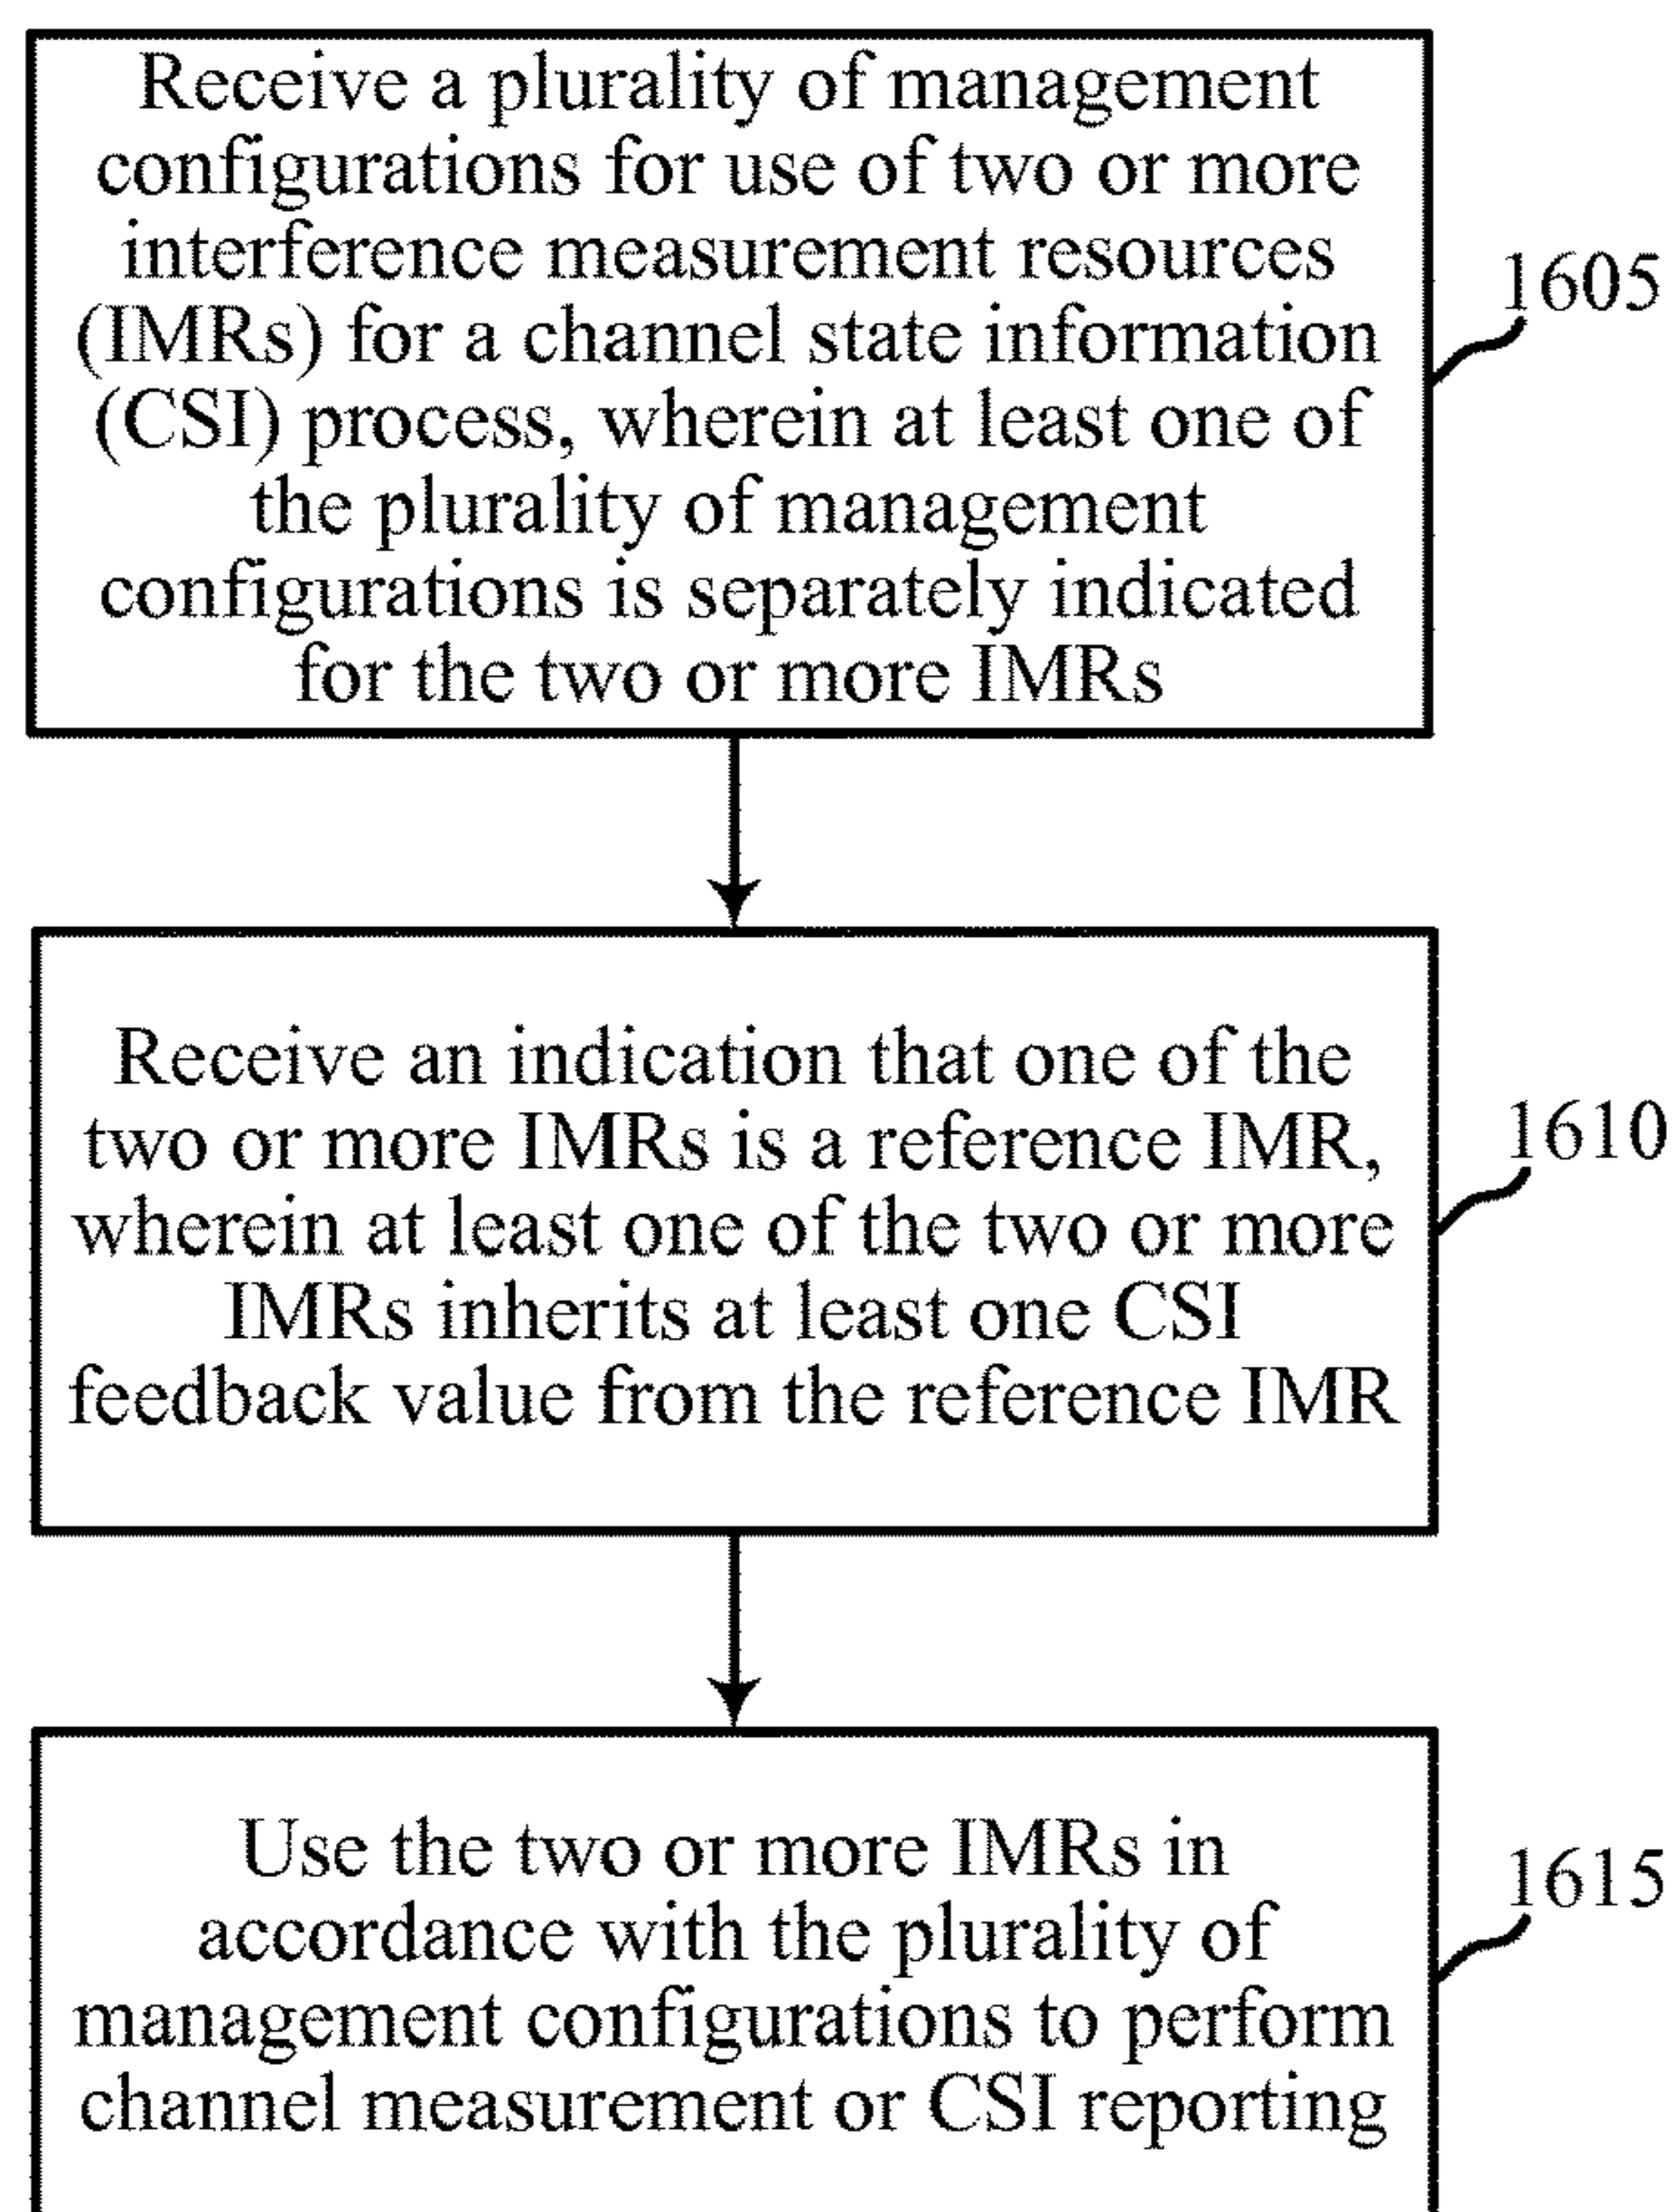 Receive a plurality of management
configurations for use of two or more
interference measurement resources
(IMRs) for a channel state information
(CSI) process, wherein at least one of
the plurality of management
configurations is separately indicated
for the two or more IMRs
1605
Receive an indication that one of the
two or more IMRs is a reference IMR,
wherein at least one of the two or more
IMRs inherits at least one CSI
feedback value from the reference IMR
1610
Use the two or more IMRs in
accordance with the plurality of
management configurations to perform
channel measurement or CSI reporting
1615